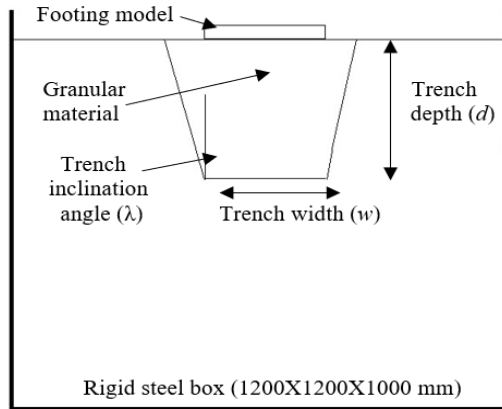 Footing model
Granular
material
Trench
depth (d)
Trench
inclination
angle (λ)
Trench width (w)
Rigid steel box (1200X1200X1000 mm)